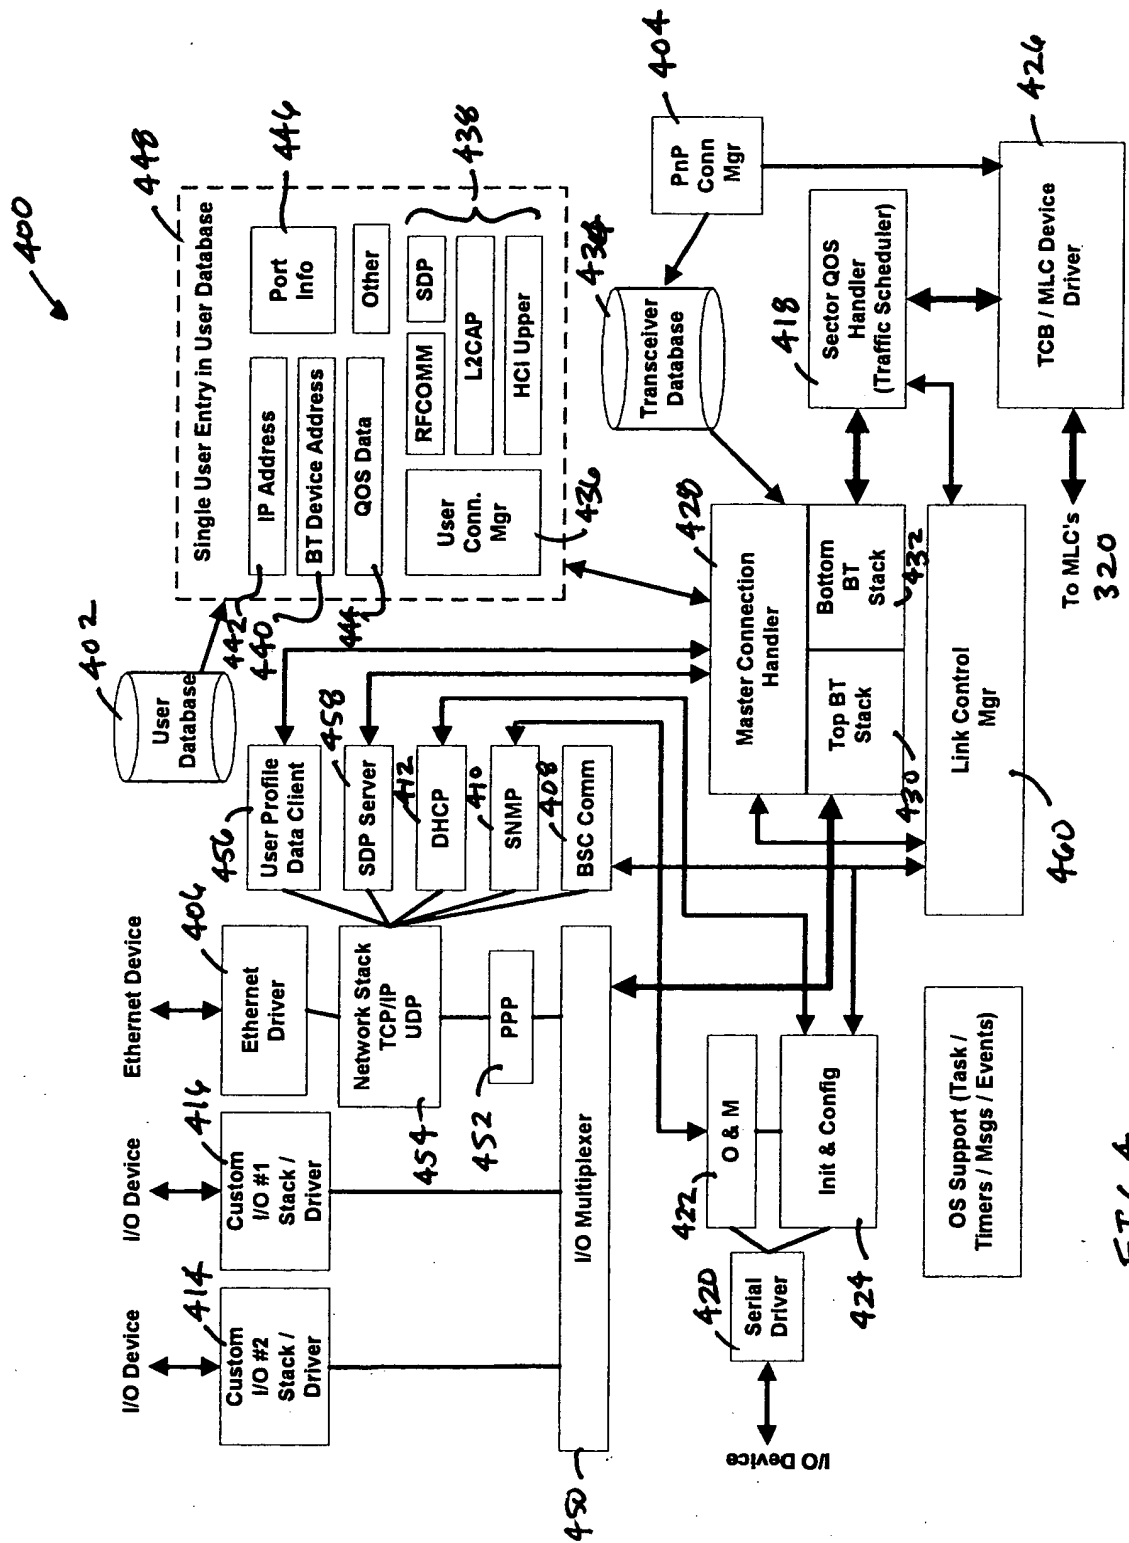 400
Single User Entry in User Database
448
IP Address
BT Device Address
QOS Data
Port
Info
446
Other
User
Conn.
Mgr
436
RFCOMM
SDP
L2CAP
HCI Upper
438
442
440
444
402
User
Database
Ethernet Device
I/O Device
I/O Device
406
Ethernet
Driver
416
Custom
I/O #1
Stack /
Driver
414
Custom
I/O #2
Stack /
Driver
456
User Profile
Data Client
458
SDP Server
412
DHCP
410
SNMP
408
BSC Comm
Network Stack
TCP/IP
UDP
454
PPP
452
I/O Multiplexer
450
434
Transceiver
Database
404
PnP
Conn
Mgr
428
Master Connection
Handler
Top BT
Stack
430
Bottom
BT
Stack
432
418
Sector QOS
Handler
(Traffic Scheduler)
426
TCB / MLC Device
Driver
To MLC's
320
Link Control
Mgr
460
O & M
422
Init & Config
424
420
Serial
Driver
I/O Device
OS Support (Task /
Timers / Msgs / Events)
FIG. 4